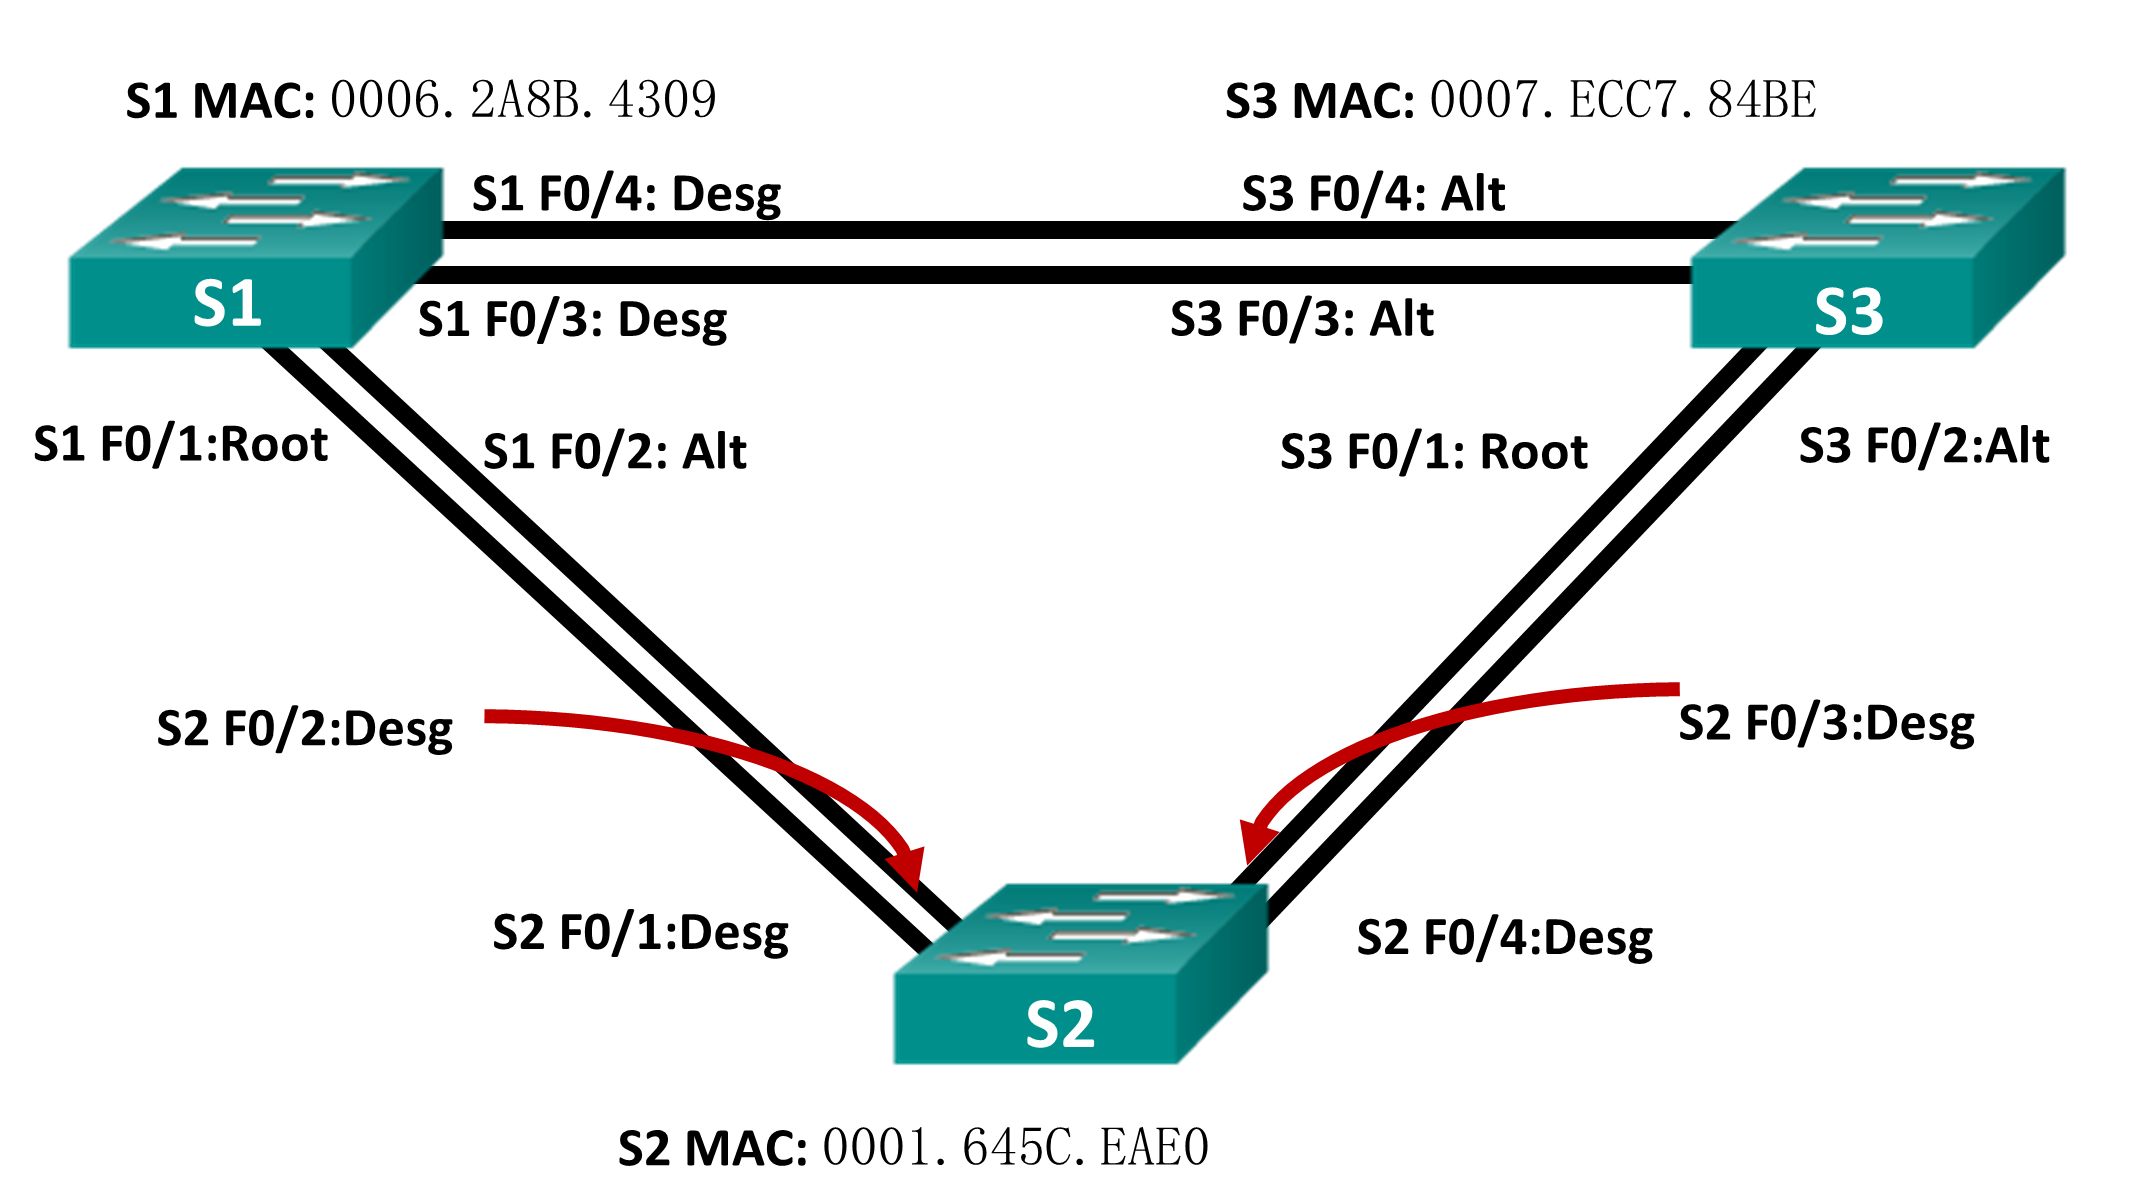 S1 MAC: 0006. 2A8B. 4309
S3 MAC: 0007. ECC7. 84BE
S1 F0/4: Desg
S3 F0/4: Alt
S1
S3
S1 F0/3: Desg
S3 F0/3: Alt
S1 F0/1:Root
S1 F0/2: Alt
S3 F0/1: Root
S3 F0/2:Alt
S2 F0/2:Desg
S2 F0/3:Desg
S2 F0/1:Desg
S2 F0/4:Desg
S2
S2 MAC: 0001. 645C. EAE0